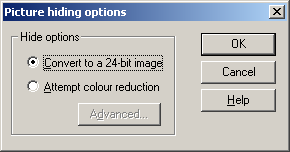 Picture hiding options
Hide options
Convert to a 24-bit image
Attempt colour reduction
Advanced...
OK
Cancel
Help